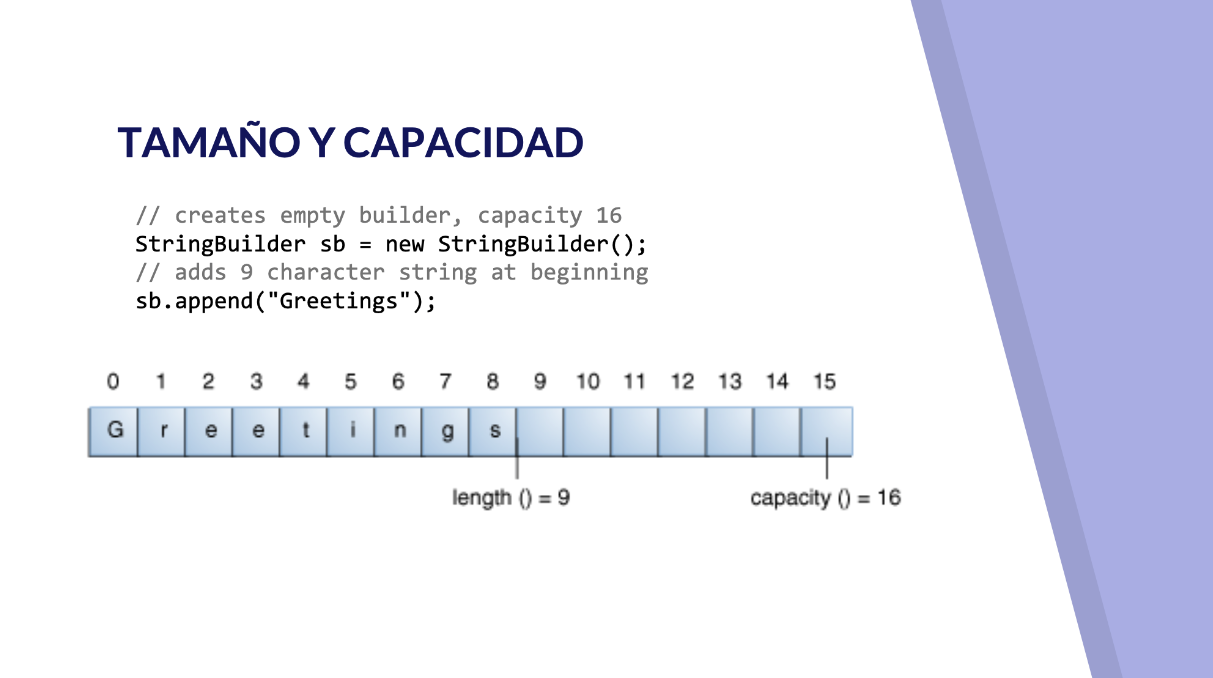 TAMAÑO Y CAPACIDAD
// creates empty builder, capacity 16
StringBuilder sb = new StringBuilder();
// adds 9 character string at beginning
sb.append("Greetings");
0 1 2 3 4 5 6 7 8 9 10 11 12 13 14 15
G r e e t i n g s
length () = 9 capacity () = 16